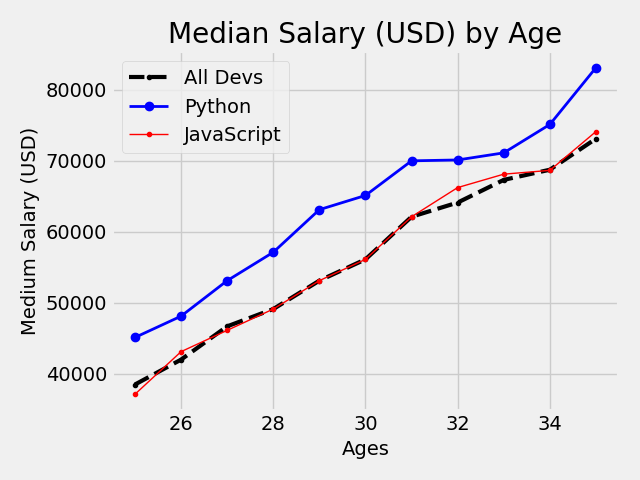 Median Salary (USD) by Age
All Devs
Python
JavaScript
80000
70000
60000
50000
40000
Medium Salary (USD)
26 28 30 32 34
Ages